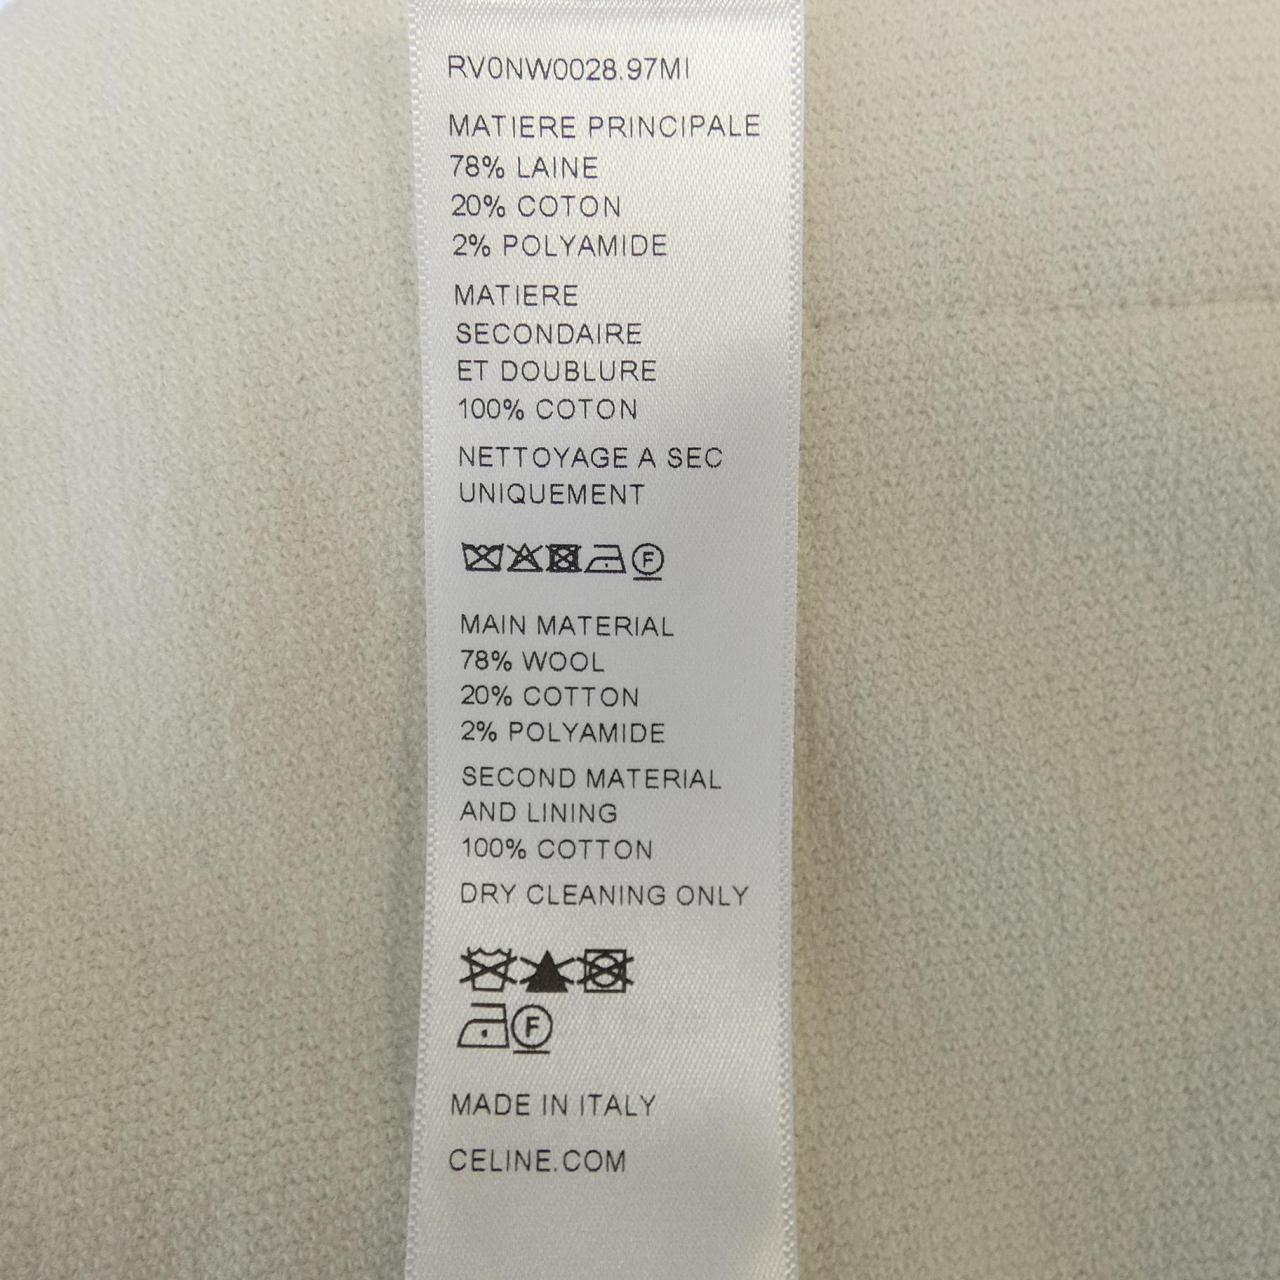 RV0NW0028.97MI
MATIERE PRINCIPALE
78% LAINE
20% COTON
2% POLYAMIDE
MATIERE
SECONDAIRE
ET DOUBLURE
100% COTON
NETTOYAGE A SEC
UNIQUEMENT
F
MAIN MATERIAL
78% WOOL
20% COTTON
2% POLYAMIDE
SECOND MATERIAL
AND LINING
100% COTTON
DRY CLEANING ONLY
F
MADE IN ITALY
CELINE.COM